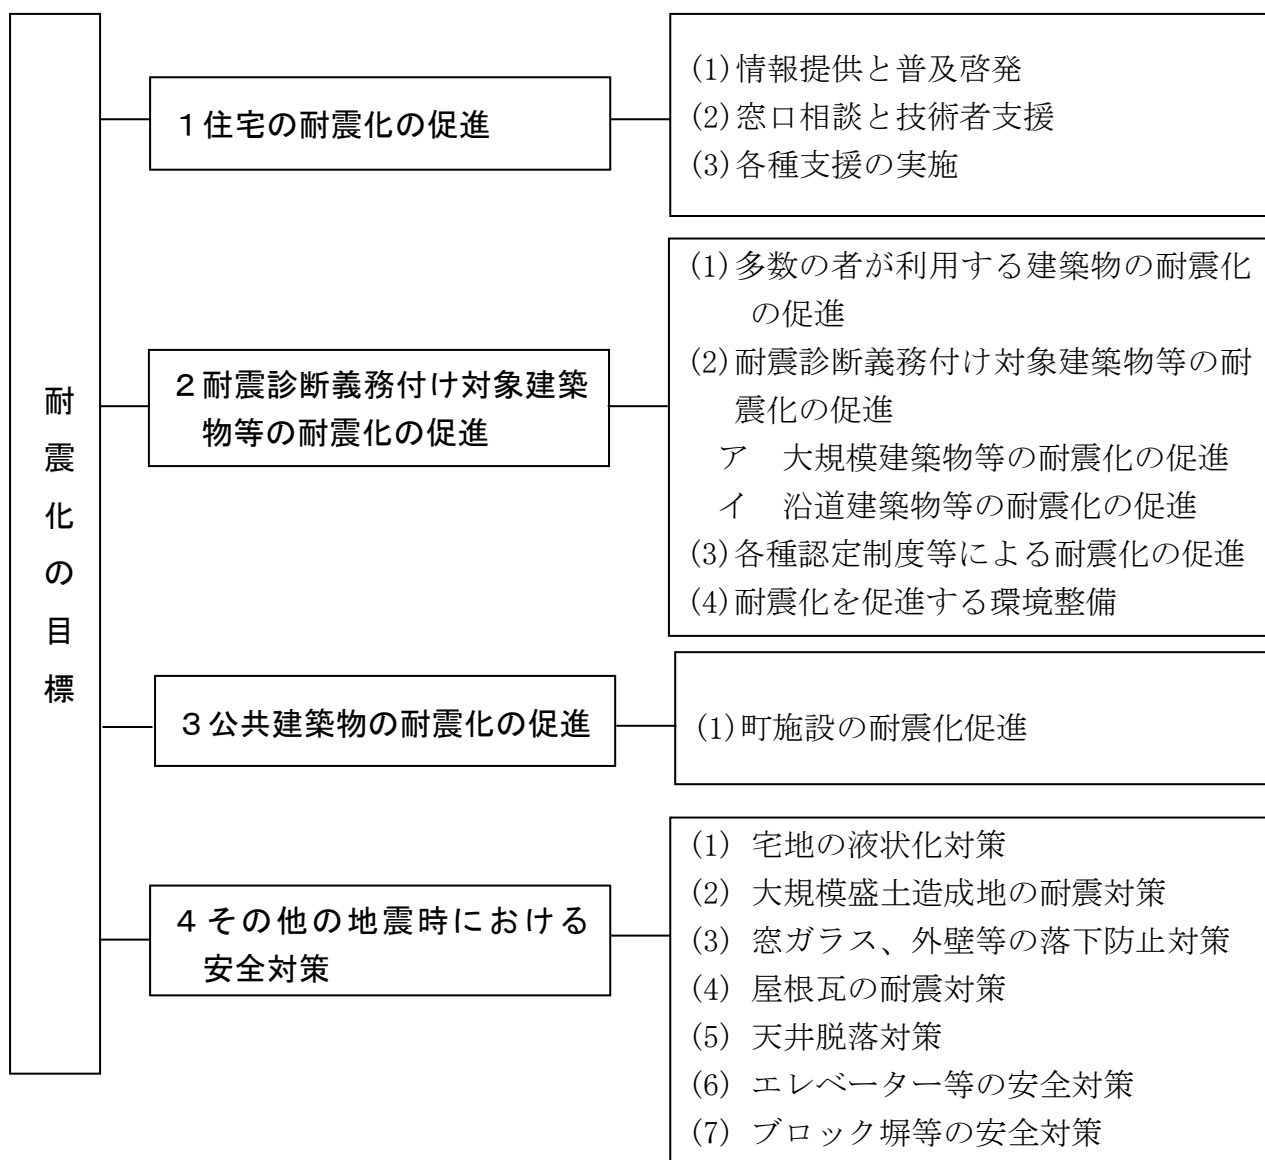 耐震化の目標
1住宅の耐震化の促進
(1)情報提供と普及啓発
(2)窓口相談と技術者支援
(3)各種支援の実施
2耐震診断義務付け対象建築
物等の耐震化の促進
(1)多数の者が利用する建築物の耐震化
の促進
(2)耐震診断義務付け対象建築物等の耐
震化の促進
ア　大規模建築物等の耐震化の促進
イ　沿道建築物等の耐震化の促進
(3)各種認定制度等による耐震化の促進
(4)耐震化を促進する環境整備
3公共建築物の耐震化の促進
(1)町施設の耐震化促進
4その他の地震時における
安全対策
(1) 宅地の液状化対策
(2) 大規模盛土造成地の耐震対策
(3) 窓ガラス、外壁等の落下防止対策
(4) 屋根瓦の耐震対策
(5) 天井脱落対策
(6) エレベーター等の安全対策
(7) ブロック塀等の安全対策